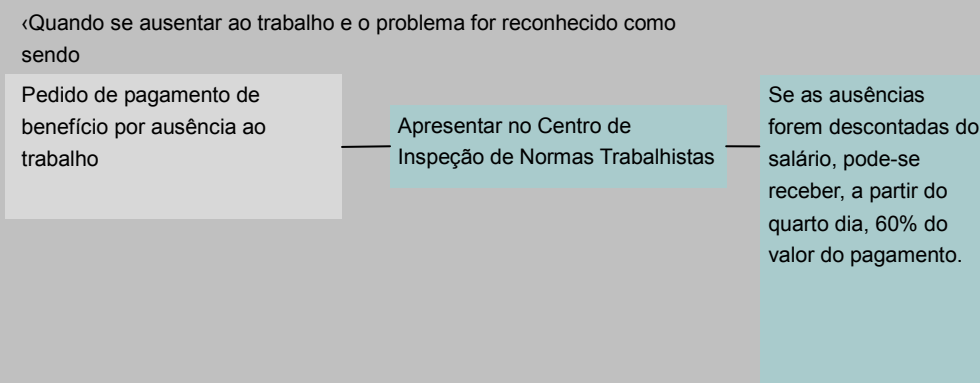 ‹Quando se ausentar ao trabalho e o problema for reconhecido como
sendo
Pedido de pagamento de
benefício por ausência ao
trabalho
Apresentar no Centro de
Inspeção de Normas Trabalhistas
Se as ausências
forem descontadas do
salário, pode-se
receber, a partir do
quarto dia, 60% do
valor do pagamento.